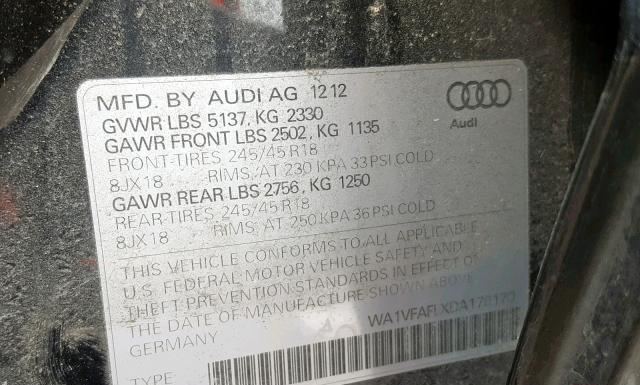 MFD. BY AUDI AG 12 12
GVWR LBS 5137, KG 2330
GAWR FRONT LBS 2502, KG 1135
FRONT-TIRES 245/45 R18
8JX18 RIMS, AT 230 KPA 33 PSI COLD
GAWR REAR LBS 2756, KG 1250
REAR-TIRES 245/45 R18
8JX18 RIMS, AT 250 KPA 36 PSI COLD
Audi
THIS VEHICLE CONFORMS TO ALL APPLICABLE
U.S. FEDERAL MOTOR VEHICLE SAFETY AND
THEFT PREVENTION STANDARDS IN EFFECT ON
THE DATE OF MANUFACTURE SHOWN ABOVE.
GERMANY
TYPE